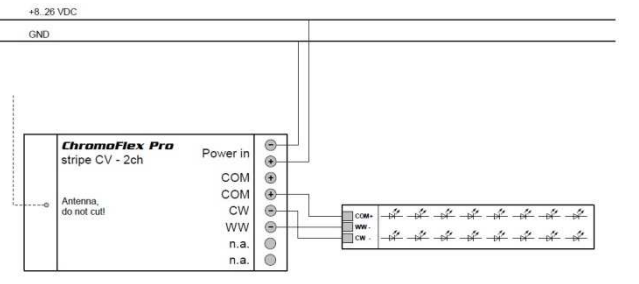 +8..26 VDC
GND
ChromoFlex Pro
stripe CV - 2ch
Power in
COM
COM
Antenna,
do not cut!
CW
WW
n.a.
n.a.
COM+
WW -
CW -